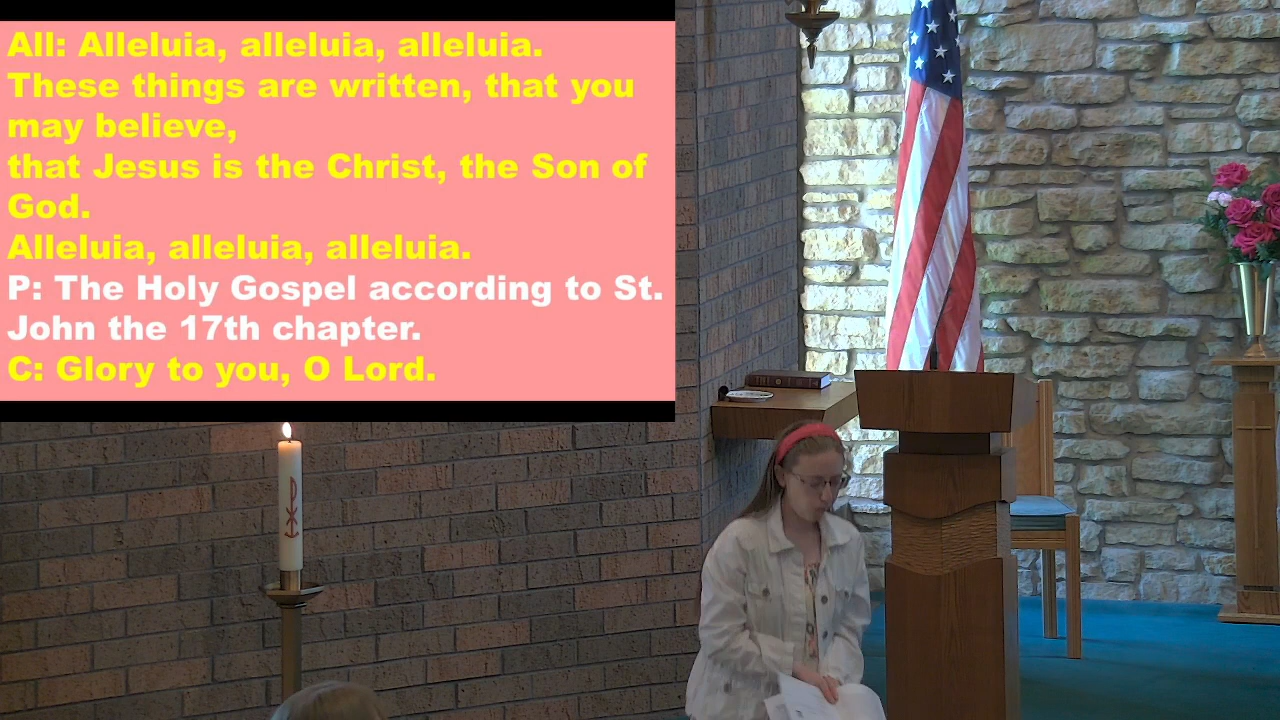 All: Alleluia, alleluia, alleluia.
These things are written, that you
may believe,
that Jesus is the Christ, the Son of
God.
Alleluia, alleluia, alleluia.
P: The Holy Gospel according to St.
John the 17th chapter.
C: Glory to you, O Lord.